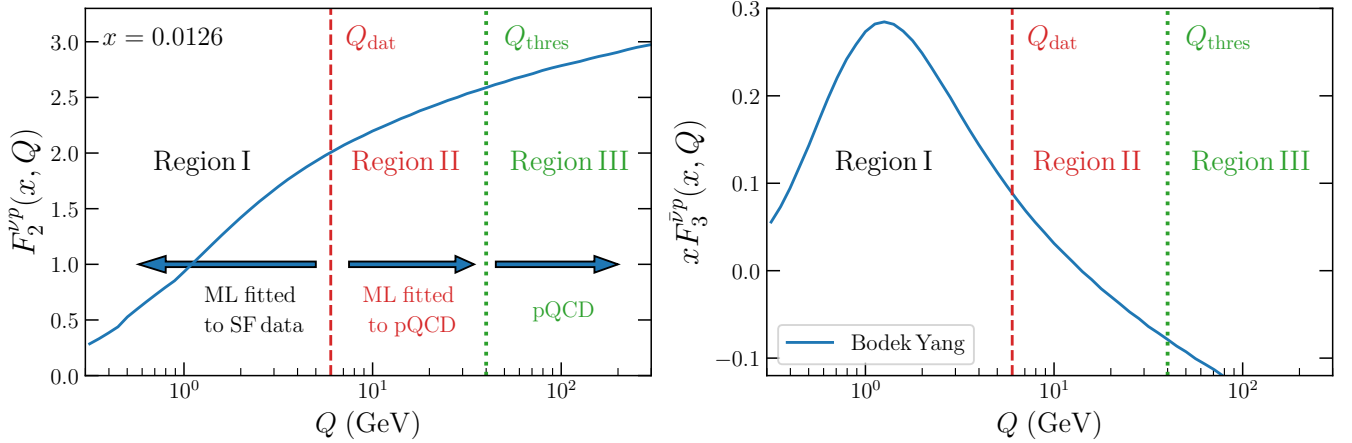 x = 0.0126
Q_dat
Q_thres
Region I
Region II
Region III
ML fitted
to SF data
ML fitted
to pQCD
pQCD
F_2^{νp}(x, Q)
0.0
0.5
1.0
1.5
2.0
2.5
3.0
10^0
10^1
10^2
Q (GeV)
Q_dat
Q_thres
Region I
Region II
Region III
Bodek Yang
xF_3^{ν̄p}(x, Q)
−0.1
0.0
0.1
0.2
0.3
10^0
10^1
10^2
Q (GeV)